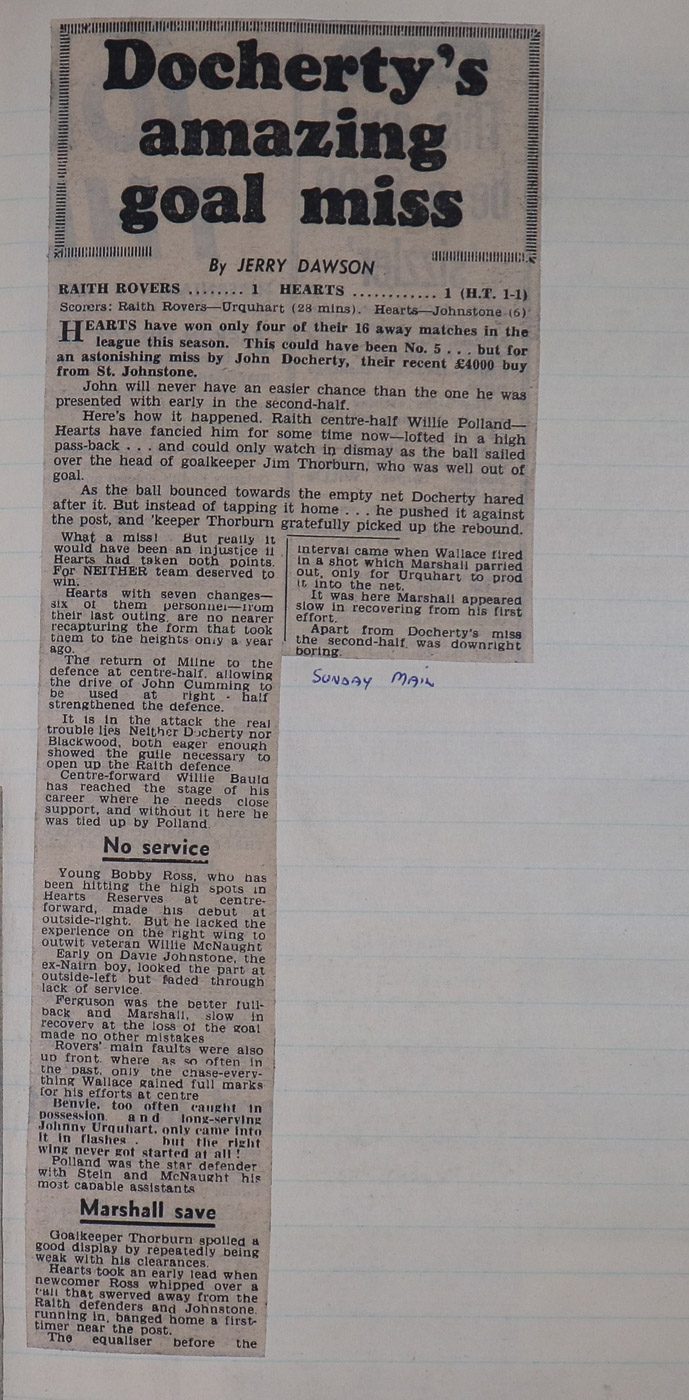 Docherty's
amazing
goal miss
By JERRY DAWSON
RAITH ROVERS ........ 1 HEARTS ............ 1 (H.T. 1-1)
Scorers: Raith Rovers—Urquhart (28 mins). Hearts—Johnstone (6)
HEARTS have won only four of their 16 away matches in the
league this season. This could have been No. 5 . . . but for
an astonishing miss by John Docherty, their recent £4000 buy
from St. Johnstone.
John will never have an easier chance than the one he was
presented with early in the second-half.
Here's how it happened. Raith centre-half Willie Polland—
Hearts have fancied him for some time now—lofted in a high
pass-back . . . and could only watch in dismay as the ball sailed
over the head of goalkeeper Jim Thorburn, who was well out of
goal.
As the ball bounced towards the empty net Docherty hared
after it. But instead of tapping it home . . . he pushed it against
the post, and 'keeper Thorburn gratefully picked up the rebound.
What a miss! But really it
would have been an injustice if
Hearts had taken both points.
For NEITHER team deserved to
win.
Hearts with seven changes—
six of them personnel—from
their last outing, are no nearer
recapturing the form that took
them to the heights only a year
ago.
The return of Milne to the
defence at centre-half, allowing
the drive of John Cumming to
be used at right-half
strengthened the defence.
It is in the attack the real
trouble lies Neither Docherty nor
Blackwood, both eager enough
showed the guile necessary to
open up the Raith defence
Centre-forward Willie Bauld
has reached the stage of his
career where he needs close
support, and without it here he
was tied up by Polland.
No service
Young Bobby Ross, who has
been hitting the high spots in
Hearts Reserves at centre-
forward, made his debut at
outside-right. But he lacked the
experience on the right wing to
outwit veteran Willie McNaught
Early on Davie Johnstone, the
ex-Nairn boy, looked the part at
outside-left but faded through
lack of service.
Ferguson was the better full-
back and Marshall, slow in
recovery at the loss of the goal
made no other mistakes
Rovers' main faults were also
up front. where as so often in
the past, only the chase-every-
thing Wallace gained full marks
for his efforts at centre
Benvie, too often caught in
possession and long-serving
Johnny Urquhart, only came into
it in flashes . but the right
wing never got started at all!
Polland was the star defender
with Stein and McNaught his
most capable assistants
Marshall save
Goalkeeper Thorburn spoiled a
good display by repeatedly being
weak with his clearances.
Hearts took an early lead when
newcomer Ross whipped over a
ball that swerved away from the
Raith defenders and Johnstone.
running in, banged home a first-
timer near the post.
The equaliser before the
interval came when Wallace fired
in a shot which Marshall parried
out, only for Urquhart to prod
it into the net.
It was here Marshall appeared
slow in recovering from his first
effort.
Apart from Docherty's miss
the second-half was downright
boring.
SUNDAY MAIL